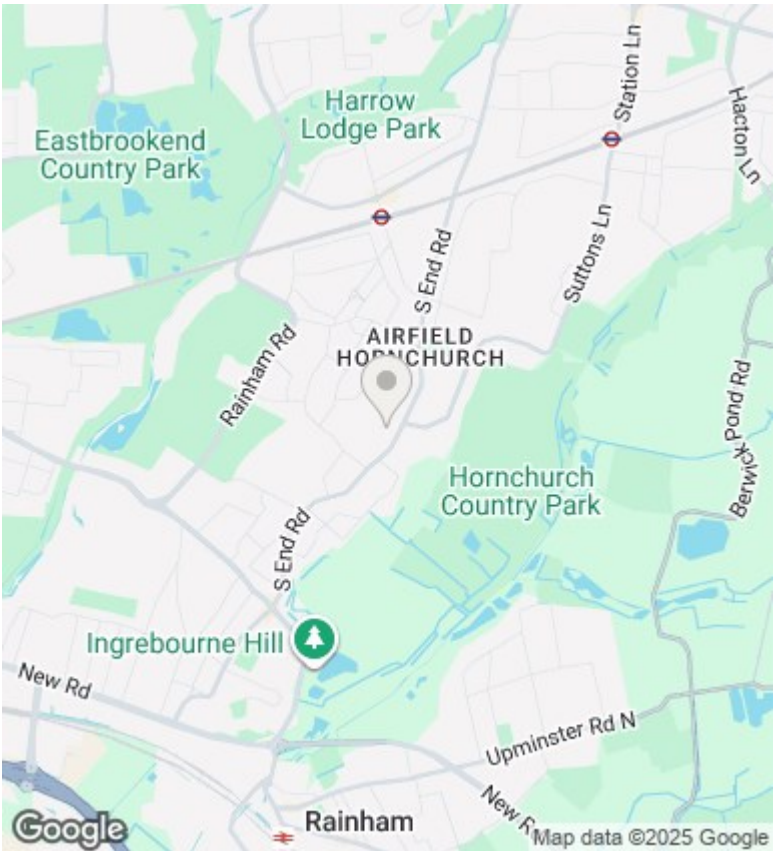 Station Ln
Hacton Ln
Harrow
Lodge Park
Eastbrookend
Country Park
S End Rd
Suttons Ln
AIRFIELD
HORNCHURCH
Rainham Rd
Berwick Pond Rd
Hornchurch
Country Park
S End Rd
Ingrebourne Hill
New Rd
Upminster Rd N
New Rd
Rainham
Google
Map data ©2025 Google